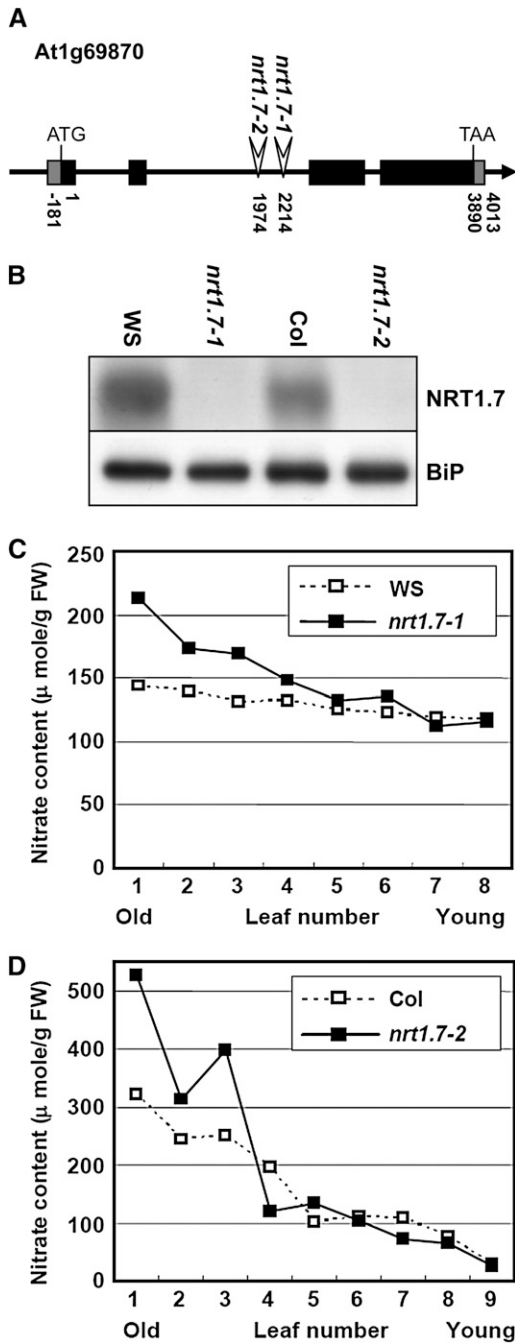 A
At1g69870
nrt1.7-2
nrt1.7-1
ATG
TAA
-181
1
1974
2214
3890
4013
B
WS
nrt1.7-1
Col
nrt1.7-2
NRT1.7
BiP
C
Nitrate content (μ mole/g FW)
250
200
150
100
50
0
WS
nrt1.7-1
1 2 3 4 5 6 7 8
Old Leaf number Young
D
Nitrate content (μ mole/g FW)
500
400
300
200
100
0
Col
nrt1.7-2
1 2 3 4 5 6 7 8 9
Old Leaf number Young